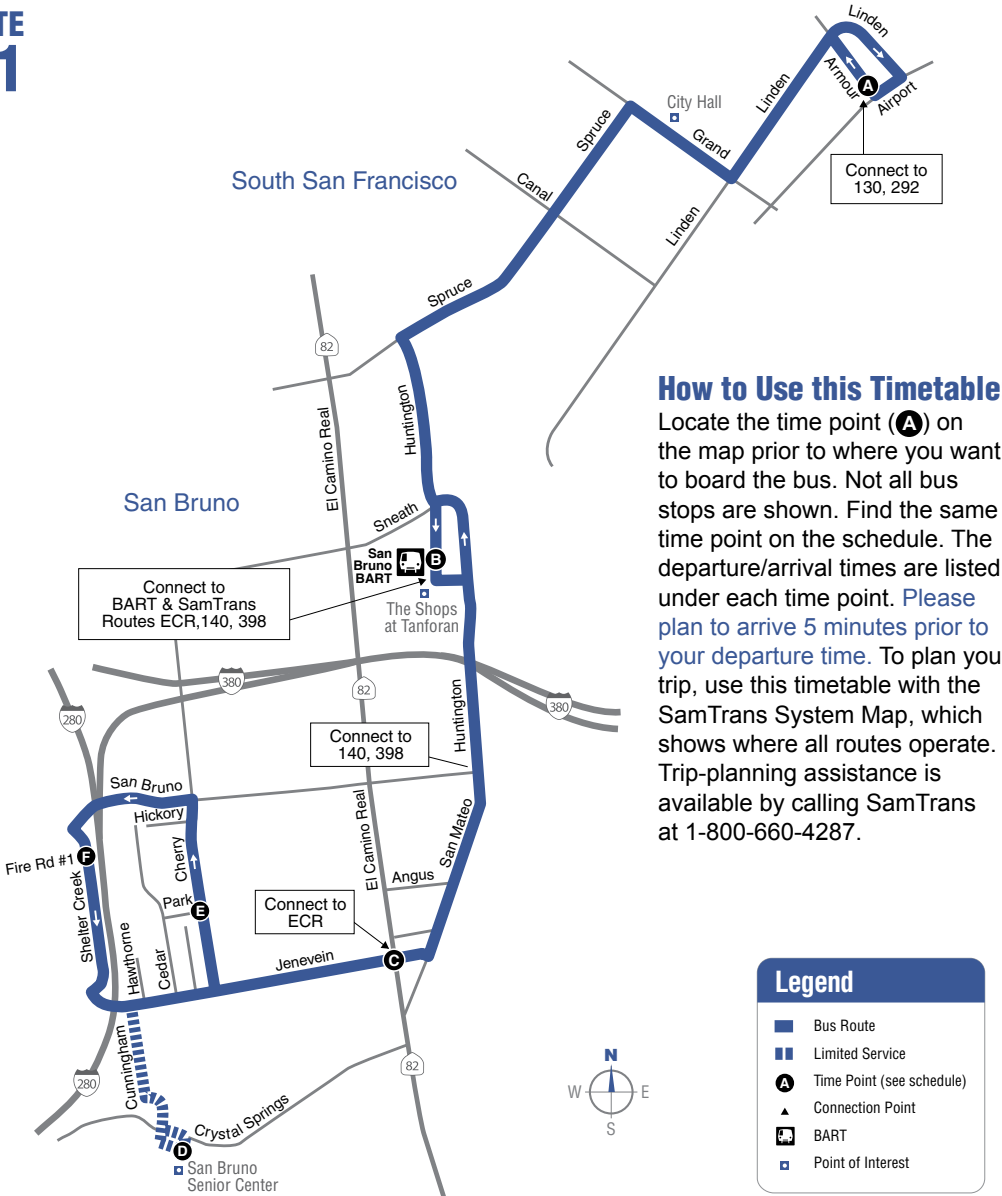 TE
1
Linden
Armour
A
Airport
Connect to
130, 292
City Hall
Linden
Grand
Spruce
South San Francisco
Canal
Linden
Spruce
82
Huntington
El Camino Real
San Bruno
Sneath
San
Bruno
BART
B
The Shops
at Tanforan
Connect to
BART & SamTrans
Routes ECR,140, 398
380
82
380
280
Connect to
140, 398
Huntington
San Bruno
Hickory
Cherry
El Camino Real
San Mateo
Fire Rd #1
F
Angus
Park
E
Shelter Creek
Connect to
ECR
Hawthorne
Cedar
Jenevein
C
Cunningham
280
82
Crystal Springs
D
San Bruno
Senior Center
N
W
E
S
How to Use this Timetable
Locate the time point (A) on
the map prior to where you want
to board the bus. Not all bus
stops are shown. Find the same
time point on the schedule. The
departure/arrival times are listed
under each time point. Please
plan to arrive 5 minutes prior to
your departure time. To plan you
trip, use this timetable with the
SamTrans System Map, which
shows where all routes operate.
Trip-planning assistance is
available by calling SamTrans
at 1-800-660-4287.
Legend
Bus Route
Limited Service
A Time Point (see schedule)
Connection Point
BART
Point of Interest